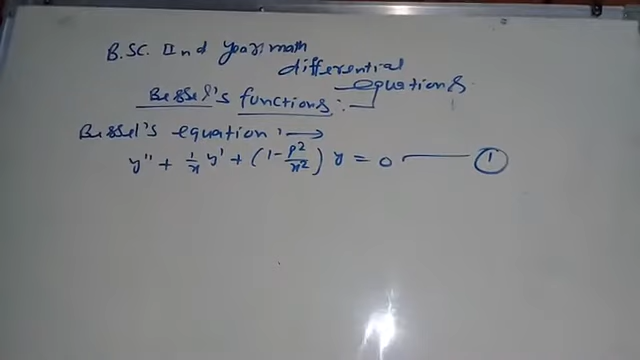 B.SC. IInd year math
differential
equations
Bessel's functions :-
Bessel's equation : →
y" + 1/x y' + (1 - p²/x²) y = 0 —— ①